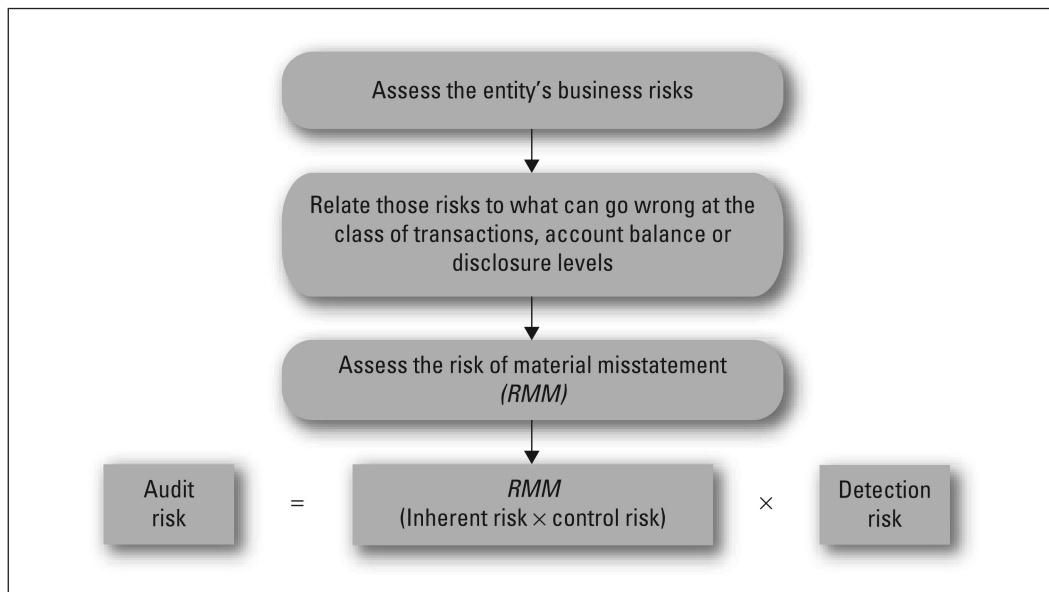 Assess the entity’s business risks
Relate those risks to what can go wrong at the
class of transactions, account balance or
disclosure levels
Assess the risk of material misstatement
(RMM)
Audit
risk
=
RMM
(Inherent risk × control risk)
×
Detection
risk